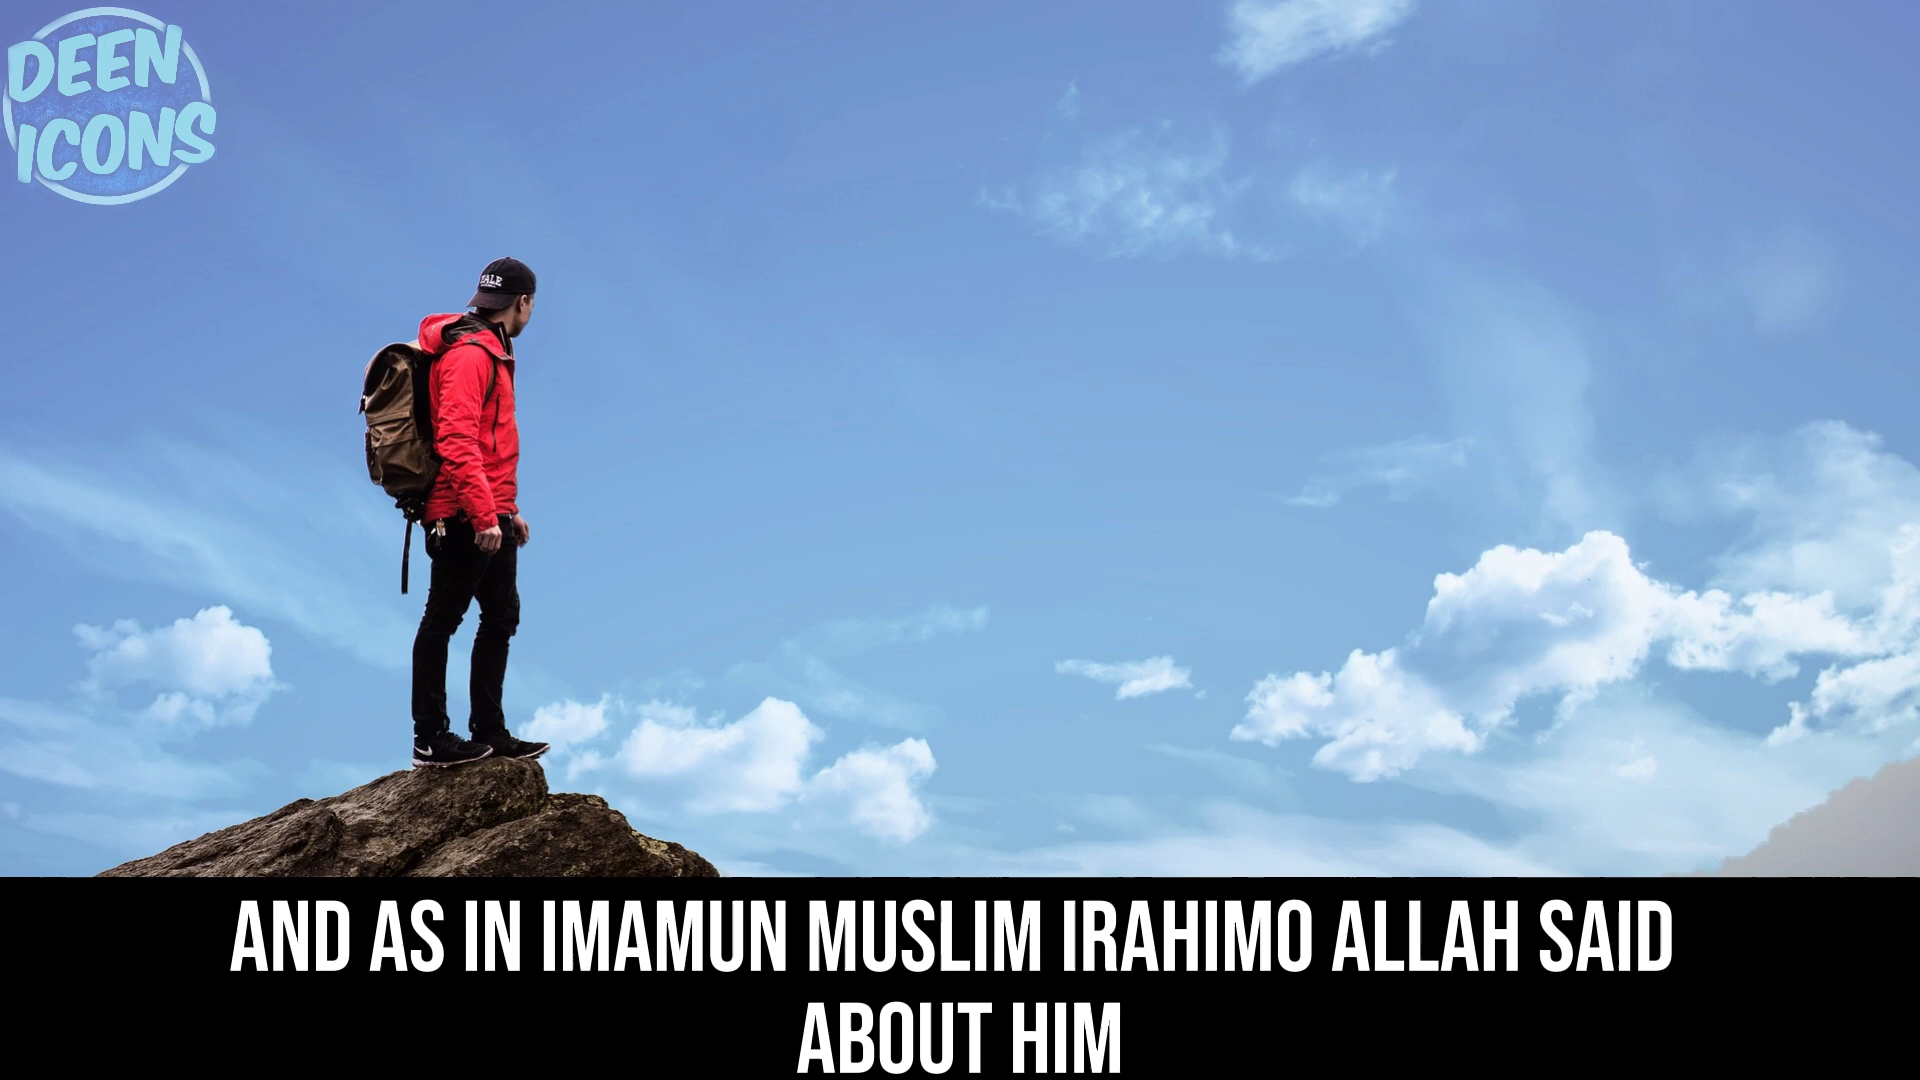 DEEN
ICONS
YALE
AND AS IN IMAMUN MUSLIM IRAHIMO ALLAH SAID
ABOUT HIM